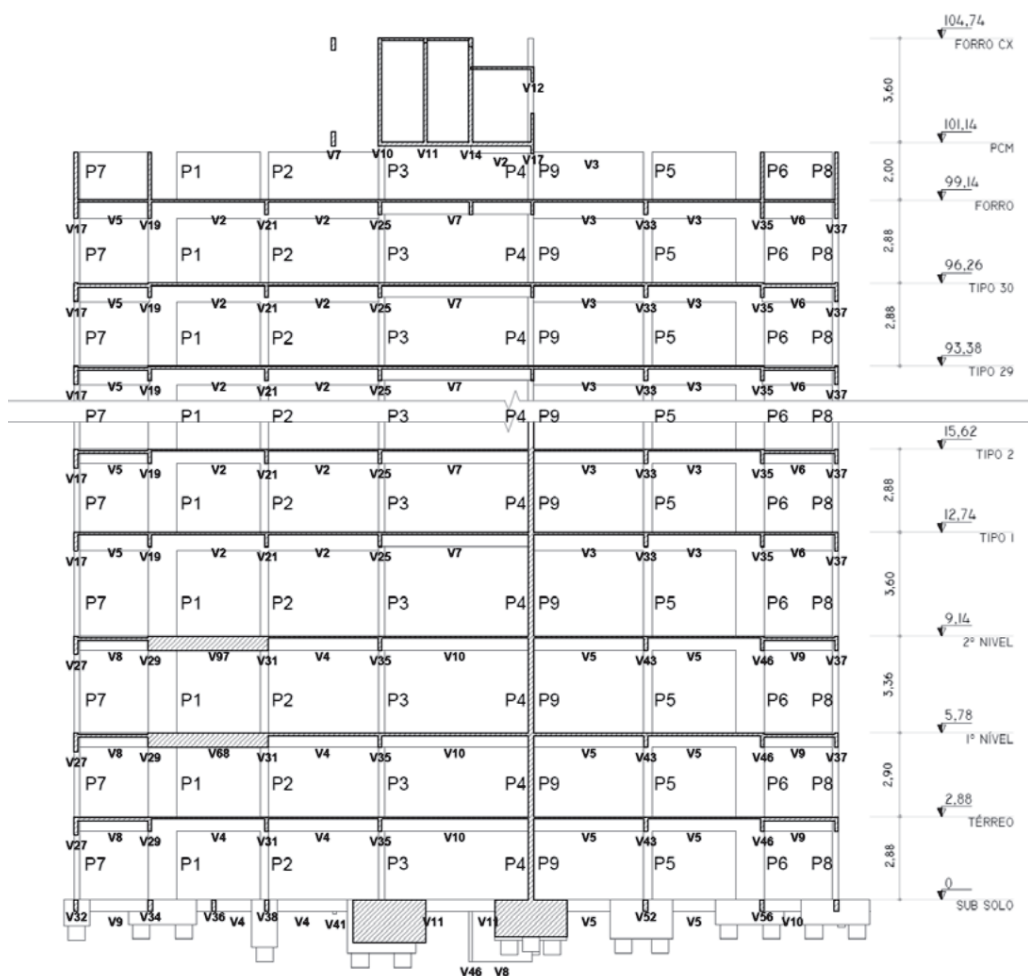 104,74
FORRO CX
3,60
V12
101,14
PCM
V7 V10 V11 V14 V2 V17 V3
P7 P1 P2 P3 P4 P9 P5 P6 P8
2,00
99,14
FORRO
V17 V5 V19 V2 V21 V2 V25 V7 V3 V33 V3 V35 V6 V37
P7 P1 P2 P3 P4 P9 P5 P6 P8
2,88
96,26
TIPO 30
V17 V5 V19 V2 V21 V2 V25 V7 V3 V33 V3 V35 V6 V37
P7 P1 P2 P3 P4 P9 P5 P6 P8
2,88
93,38
TIPO 29
V17 V5 V19 V2 V21 V2 V25 V7 V3 V33 V3 V35 V6 V37
P7 P1 P2 P3 P4 P9 P5 P6 P8
15,62
TIPO 2
V17 V5 V19 V2 V21 V2 V25 V7 V3 V33 V3 V35 V6 V37
P7 P1 P2 P3 P4 P9 P5 P6 P8
2,88
12,74
TIPO 1
V17 V5 V19 V2 V21 V2 V25 V7 V3 V33 V3 V35 V6 V37
P7 P1 P2 P3 P4 P9 P5 P6 P8
3,60
9,14
2º NIVEL
V27 V8 V29 V97 V31 V4 V35 V10 V5 V43 V5 V46 V9 V37
P7 P1 P2 P3 P4 P9 P5 P6 P8
3,36
5,78
1º NÍVEL
V27 V8 V29 V68 V31 V4 V35 V10 V5 V43 V5 V46 V9 V37
P7 P1 P2 P3 P4 P9 P5 P6 P8
2,90
2,88
TÉRREO
V27 V8 V29 V4 V31 V4 V35 V10 V5 V43 V5 V46 V9
P7 P1 P2 P3 P4 P9 P5 P6 P8
2,88
0
SUB SOLO
V32 V9 V34 V36 V4 V38 V4 V41 V11 V11 V5 V52 V5 V56 V10
V46 V8